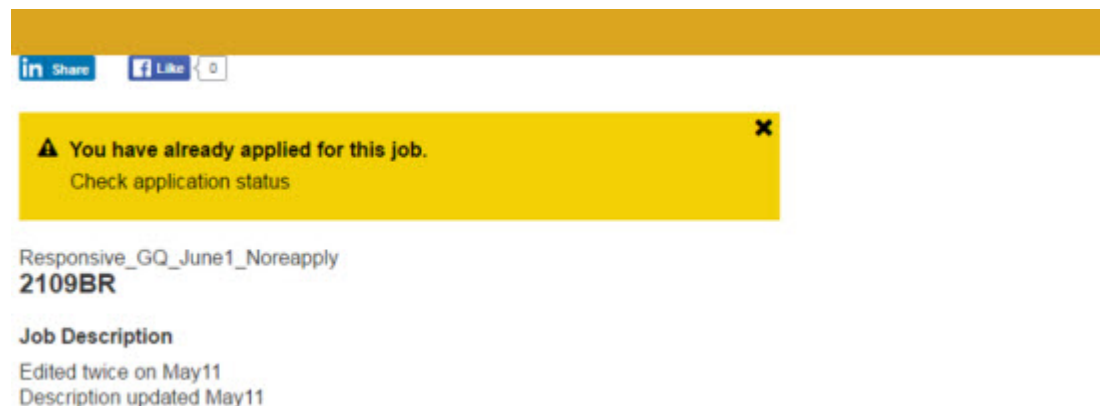 in Share
f Like 0
You have already applied for this job.
Check application status
Responsive_GQ_June1_Noreapply
2109BR
Job Description
Edited twice on May11
Description updated May11